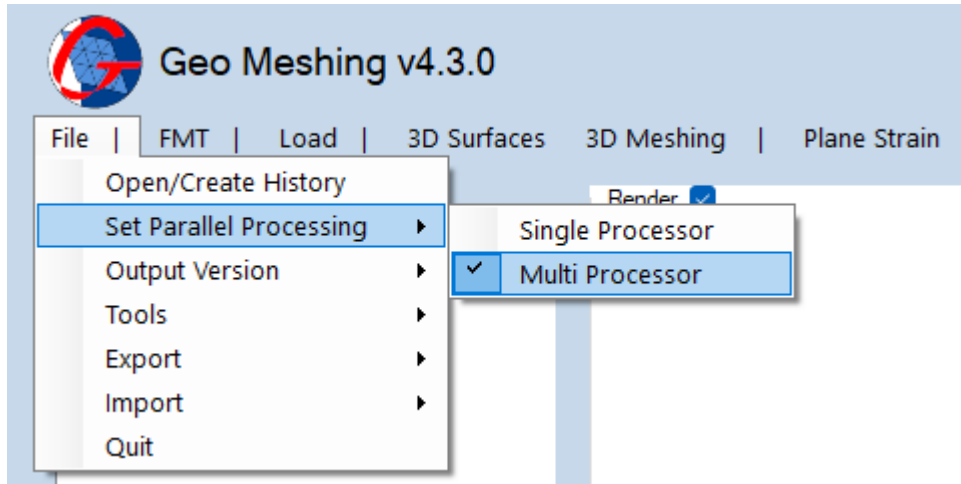 Geo Meshing v4.3.0
File | FMT | Load | 3D Surfaces 3D Meshing | Plane Strain
Open/Create History
Render
Set Parallel Processing
Single Processor
Output Version
Multi Processor
Tools
Export
Import
Quit